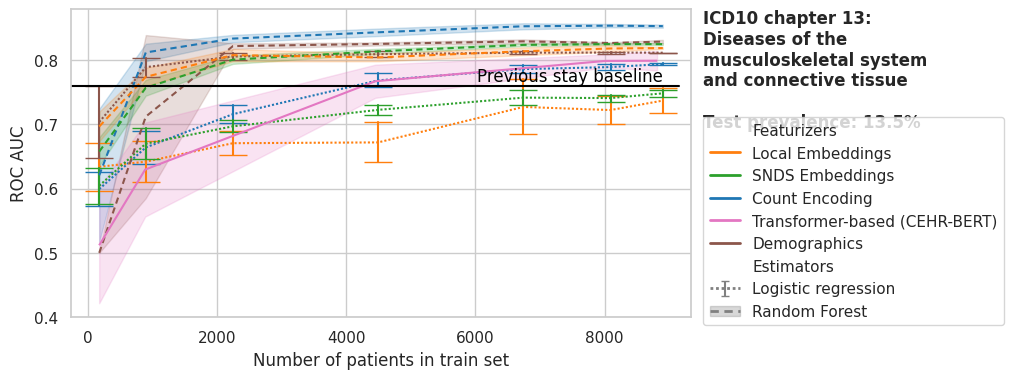 ICD10 chapter 13:
Diseases of the
musculoskeletal system
and connective tissue
Test prevalence: 13.5%
Featurizers
Local Embeddings
SNDS Embeddings
Count Encoding
Transformer-based (CEHR-BERT)
Demographics
Estimators
Logistic regression
Random Forest
Previous stay baseline
ROC AUC
0.8
0.7
0.6
0.5
0.4
0
2000
4000
6000
8000
Number of patients in train set